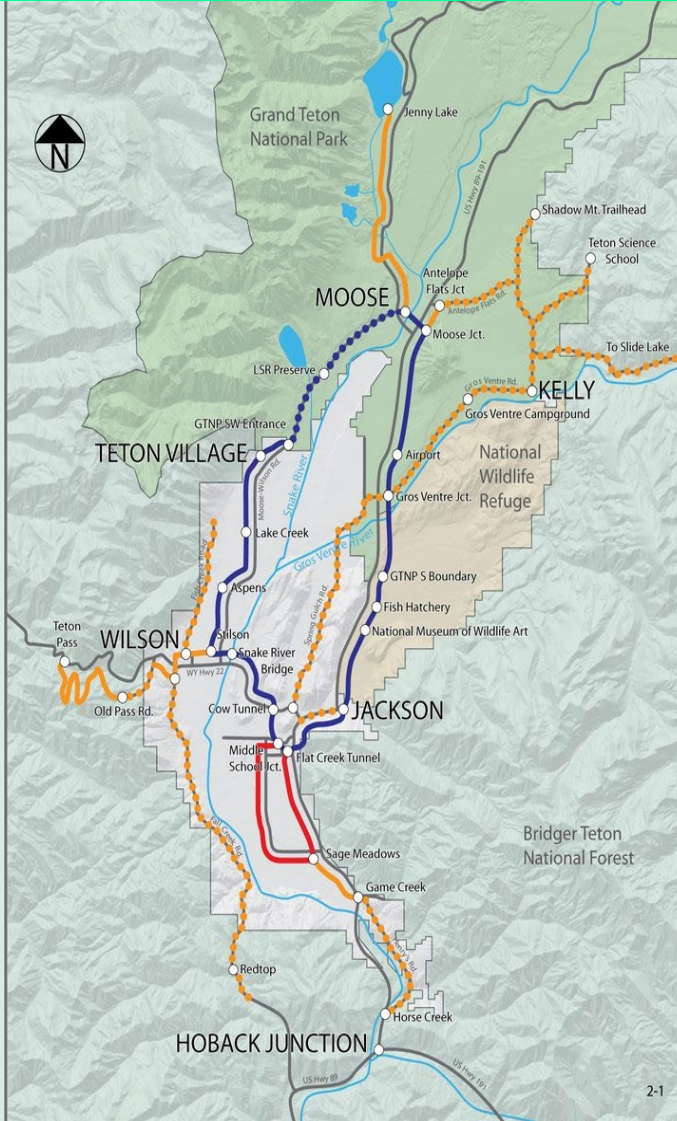 Jenny Lake
Grand Teton
National Park
N
US Hwy 89-191
Shadow Mt. Trailhead
Teton Science
School
Antelope
Flats Jct
Antelope Flats Rd.
MOOSE
Moose Jct.
To Slide Lake
LSR Preserve
Gros Ventre Rd.
KELLY
Gros Ventre Campground
GTNP SW Entrance
TETON VILLAGE
Moose-Wilson Rd.
Snake River
Airport
National
Wildlife
Refuge
Gros Ventre Jct.
Lake Creek
Gros Ventre River
Fish Creek Road
GTNP S Boundary
Aspens
Spring Gulch Rd.
Fish Hatchery
Teton
Pass
WILSON
Stilson
National Museum of Wildlife Art
Snake River
Bridge
WY Hwy 22
Old Pass Rd.
Cow Tunnel
JACKSON
Middle
School Jct.
Flat Creek Tunnel
Fall Creek Rd.
Sage Meadows
Bridger Teton
National Forest
Game Creek
Henry's Rd.
Redtop
Horse Creek
HOBACK JUNCTION
US Hwy 89
US Hwy 191
2-1